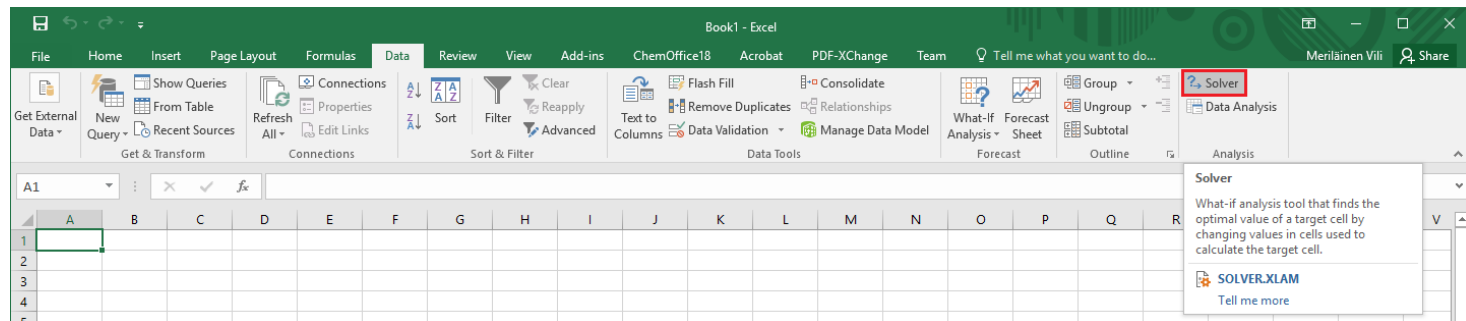 Book1 - Excel
File Home Insert Page Layout Formulas Data Review View Add-ins ChemOffice18 Acrobat PDF-XChange Team Tell me what you want to do... Meriläinen Vili Share
Get External Data
New Query
Show Queries
From Table
Recent Sources
Get & Transform
Refresh All
Connections
Properties
Edit Links
Connections
Sort
Filter
Clear
Reapply
Advanced
Sort & Filter
Text to Columns
Flash Fill
Remove Duplicates
Data Validation
Consolidate
Relationships
Manage Data Model
Data Tools
What-If Analysis
Forecast Sheet
Forecast
Group
Ungroup
Subtotal
Outline
Solver
Data Analysis
Analysis
A1 fx
A B C D E F G H I J K L M N O P Q R V
1
2
3
4
5
Solver
What-if analysis tool that finds the
optimal value of a target cell by
changing values in cells used to
calculate the target cell.
SOLVER.XLAM
Tell me more